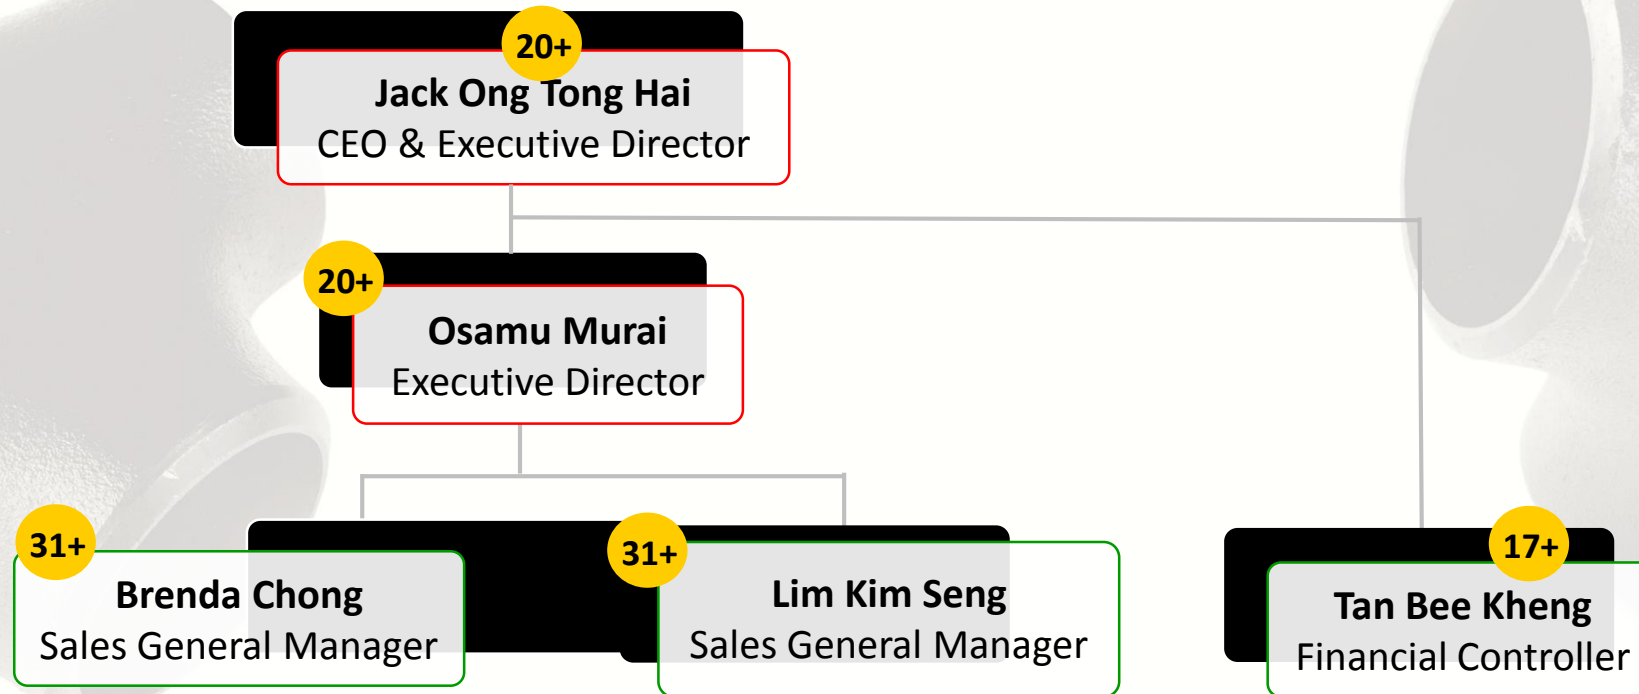 20+
Jack Ong Tong Hai
CEO & Executive Director
20+
Osamu Murai
Executive Director
31+
Brenda Chong
Sales General Manager
31+
Lim Kim Seng
Sales General Manager
17+
Tan Bee Kheng
Financial Controller